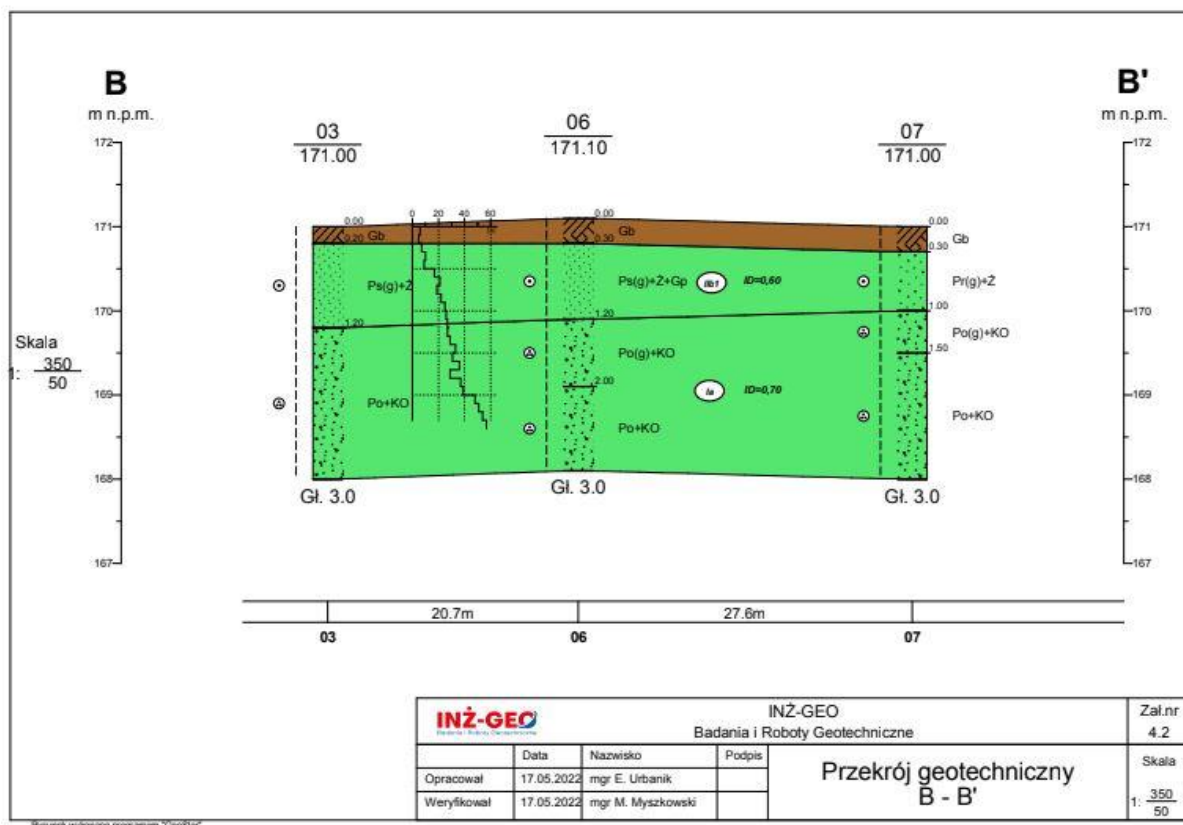 B
m n.p.m.
B'
m n.p.m.
03
171.00
06
171.10
07
171.00
172
171
170
169
168
167
172
171
170
169
168
167
Skala
1: 350
50
0 20 40 60
0.00
0.20
Gb
Ps(g)+Ż
1.20
Po+KO
Gł. 3.0
0.00
0.30
Gb
Ps(g)+Ż+Gp
1.20
Po(g)+KO
2.00
Po+KO
Gł. 3.0
IIb1
ID=0,60
Ia
ID=0,70
0.00
0.30
Gb
Pr(g)+Ż
1.00
Po(g)+KO
1.50
Po+KO
Gł. 3.0
20.7m
27.6m
03
06
07
INŻ-GEO
Badania i Roboty Geotechniczne
INŻ-GEO
Badania i Roboty Geotechniczne
Zał.nr
4.2
Data
Nazwisko
Podpis
Opracował
17.05.2022
mgr E. Urbanik
Weryfikował
17.05.2022
mgr M. Myszkowski
Przekrój geotechniczny
B - B'
Skala
1: 350
50